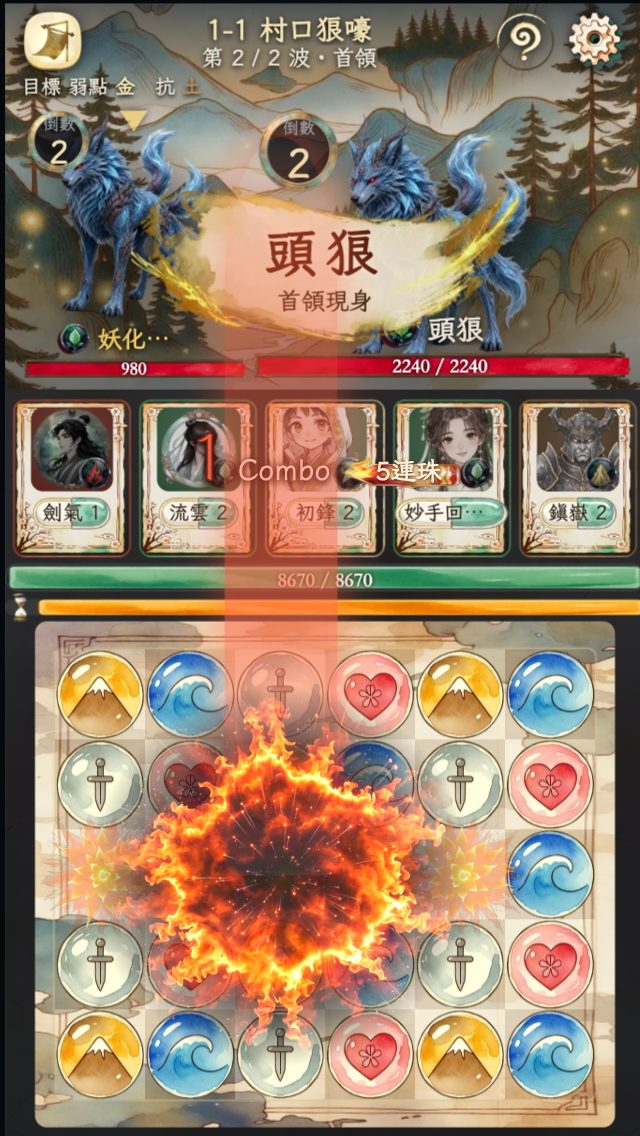 1-1 村口狼嚎
第 2 / 2 波・首領
?
目標 弱點 金 抗 土
倒數
2
倒數
2
頭狼
首領現身
妖化…
頭狼
980
2240 / 2240
劍氣 1
流雲 2
初鋒 2
妙手回…
鎮嶽 2
1 Combo
5連珠
8670 / 8670